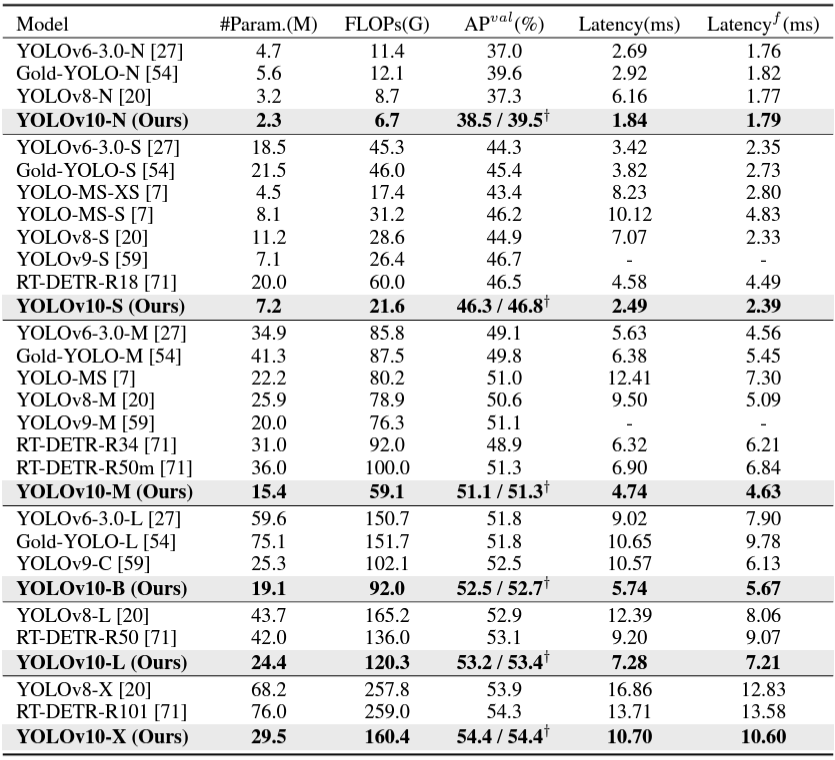 Model #Param.(M) FLOPs(G) APval(%) Latency(ms) Latencyf(ms)
YOLOv6-3.0-N [27] 4.7 11.4 37.0 2.69 1.76
Gold-YOLO-N [54] 5.6 12.1 39.6 2.92 1.82
YOLOv8-N [20] 3.2 8.7 37.3 6.16 1.77
YOLOv10-N (Ours) 2.3 6.7 38.5 / 39.5† 1.84 1.79
YOLOv6-3.0-S [27] 18.5 45.3 44.3 3.42 2.35
Gold-YOLO-S [54] 21.5 46.0 45.4 3.82 2.73
YOLO-MS-XS [7] 4.5 17.4 43.4 8.23 2.80
YOLO-MS-S [7] 8.1 31.2 46.2 10.12 4.83
YOLOv8-S [20] 11.2 28.6 44.9 7.07 2.33
YOLOv9-S [59] 7.1 26.4 46.7 - -
RT-DETR-R18 [71] 20.0 60.0 46.5 4.58 4.49
YOLOv10-S (Ours) 7.2 21.6 46.3 / 46.8† 2.49 2.39
YOLOv6-3.0-M [27] 34.9 85.8 49.1 5.63 4.56
Gold-YOLO-M [54] 41.3 87.5 49.8 6.38 5.45
YOLO-MS [7] 22.2 80.2 51.0 12.41 7.30
YOLOv8-M [20] 25.9 78.9 50.6 9.50 5.09
YOLOv9-M [59] 20.0 76.3 51.1 - -
RT-DETR-R34 [71] 31.0 92.0 48.9 6.32 6.21
RT-DETR-R50m [71] 36.0 100.0 51.3 6.90 6.84
YOLOv10-M (Ours) 15.4 59.1 51.1 / 51.3† 4.74 4.63
YOLOv6-3.0-L [27] 59.6 150.7 51.8 9.02 7.90
Gold-YOLO-L [54] 75.1 151.7 51.8 10.65 9.78
YOLOv9-C [59] 25.3 102.1 52.5 10.57 6.13
YOLOv10-B (Ours) 19.1 92.0 52.5 / 52.7† 5.74 5.67
YOLOv8-L [20] 43.7 165.2 52.9 12.39 8.06
RT-DETR-R50 [71] 42.0 136.0 53.1 9.20 9.07
YOLOv10-L (Ours) 24.4 120.3 53.2 / 53.4† 7.28 7.21
YOLOv8-X [20] 68.2 257.8 53.9 16.86 12.83
RT-DETR-R101 [71] 76.0 259.0 54.3 13.71 13.58
YOLOv10-X (Ours) 29.5 160.4 54.4 / 54.4† 10.70 10.60